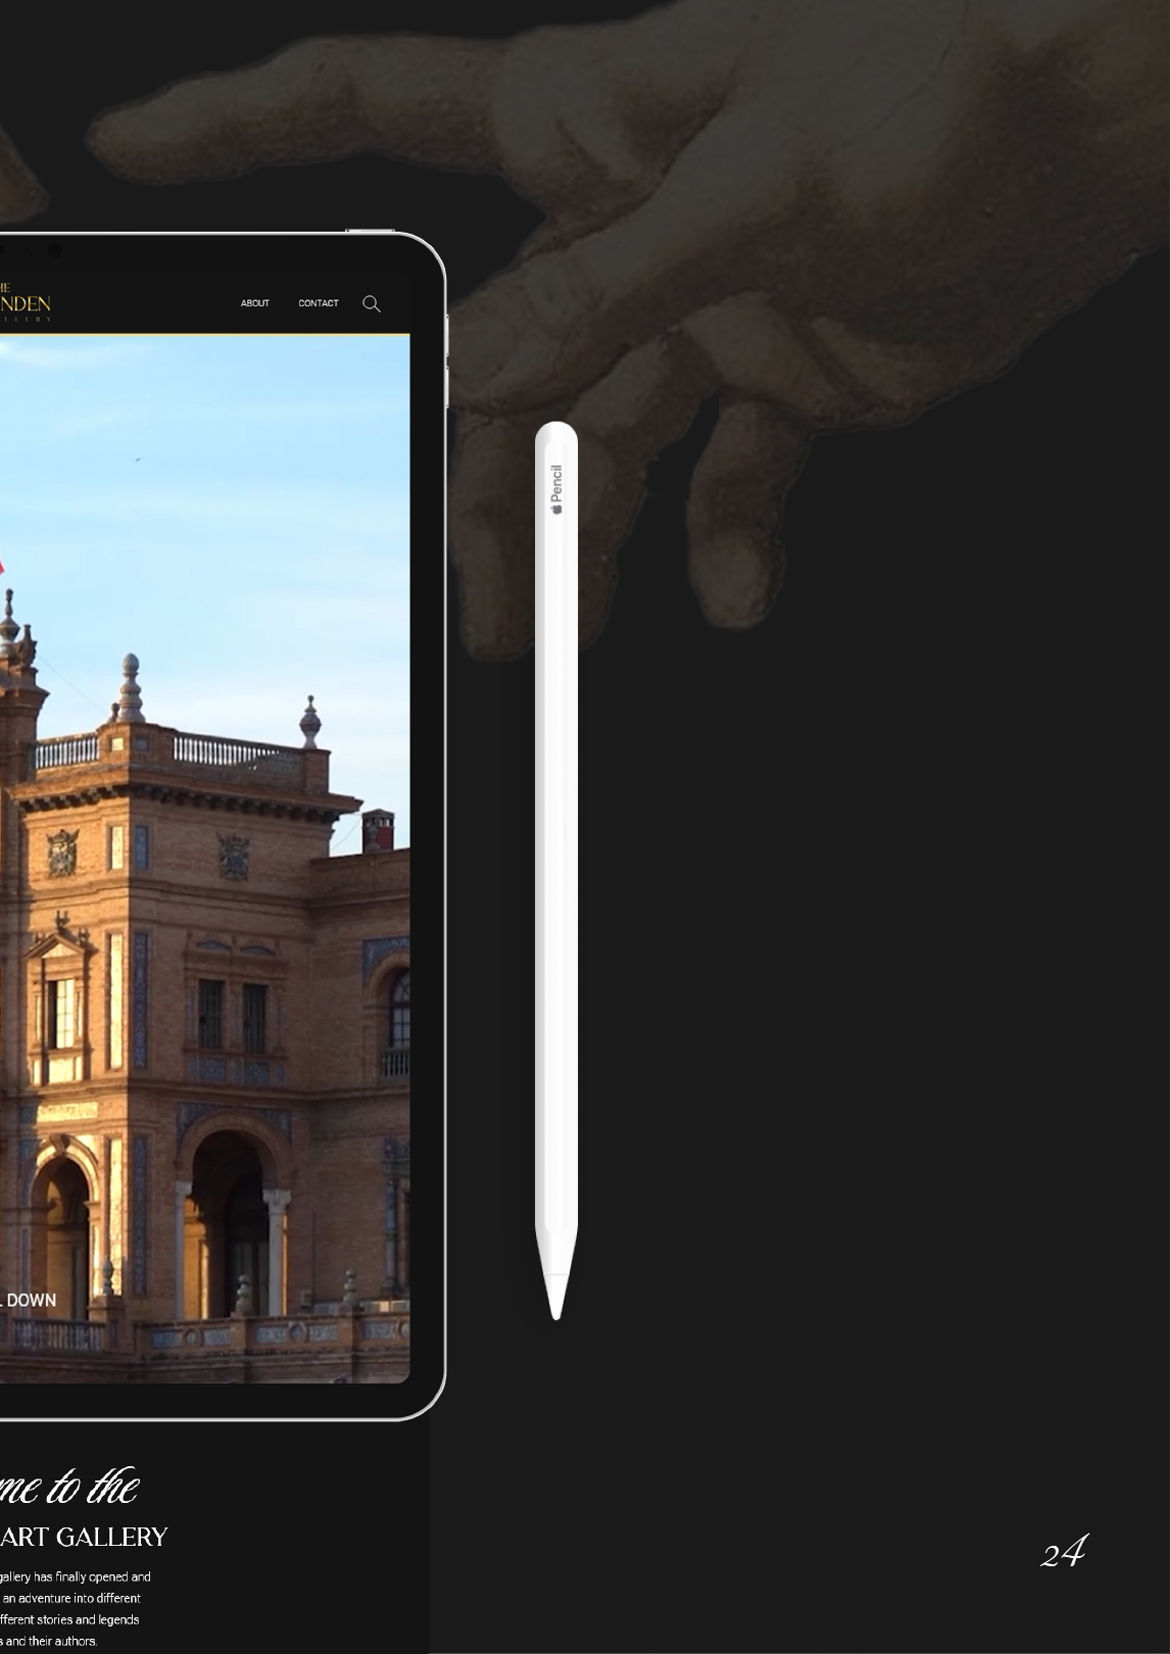 HE
NDEN
LLERY
ABOUT CONTACT
Pencil
L DOWN
me to the
ART GALLERY
gallery has finally opened and
an adventure into different
fferent stories and legends
s and their authors.
24